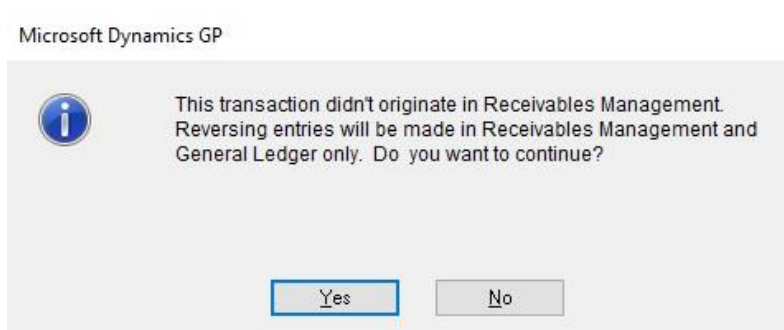 Microsoft Dynamics GP
This transaction didn't originate in Receivables Management.
Reversing entries will be made in Receivables Management and
General Ledger only.  Do  you want to continue?
Yes
No